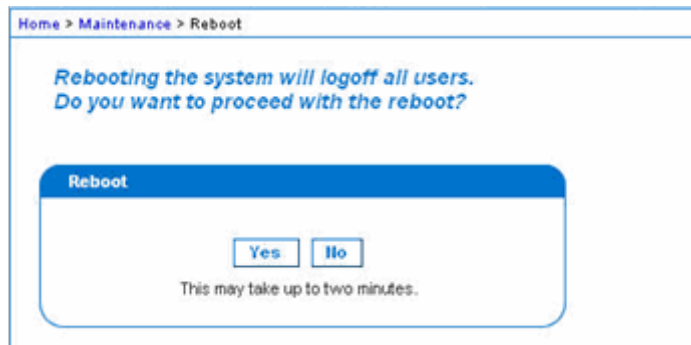 Home > Maintenance > Reboot
Rebooting the system will logoff all users.
Do you want to proceed with the reboot?
Reboot
Yes No
This may take up to two minutes.